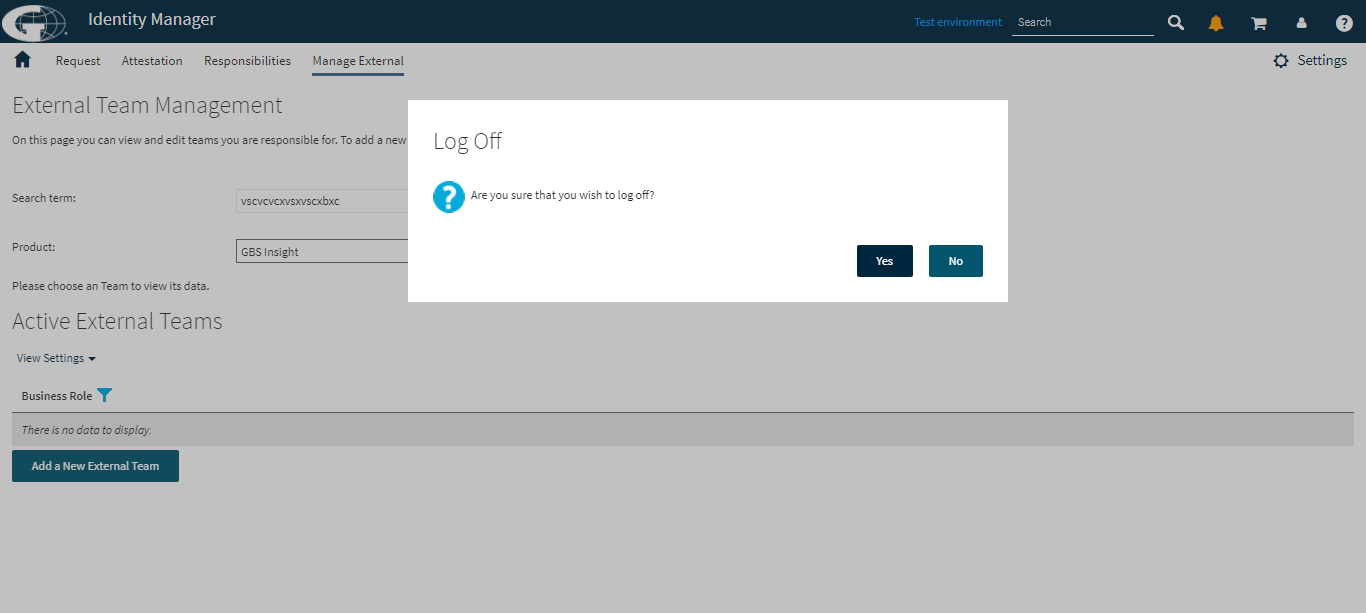 Identity Manager
Test environment
Search
Request
Attestation
Responsibilities
Manage External
Settings
External Team Management
On this page you can view and edit teams you are responsible for. To add a new
Search term:
vscvcvcxvsxvscxbxc
Product:
GBS Insight
Please choose an Team to view its data.
Active External Teams
View Settings
Business Role
There is no data to display.
Add a New External Team
Log Off
Are you sure that you wish to log off?
Yes
No